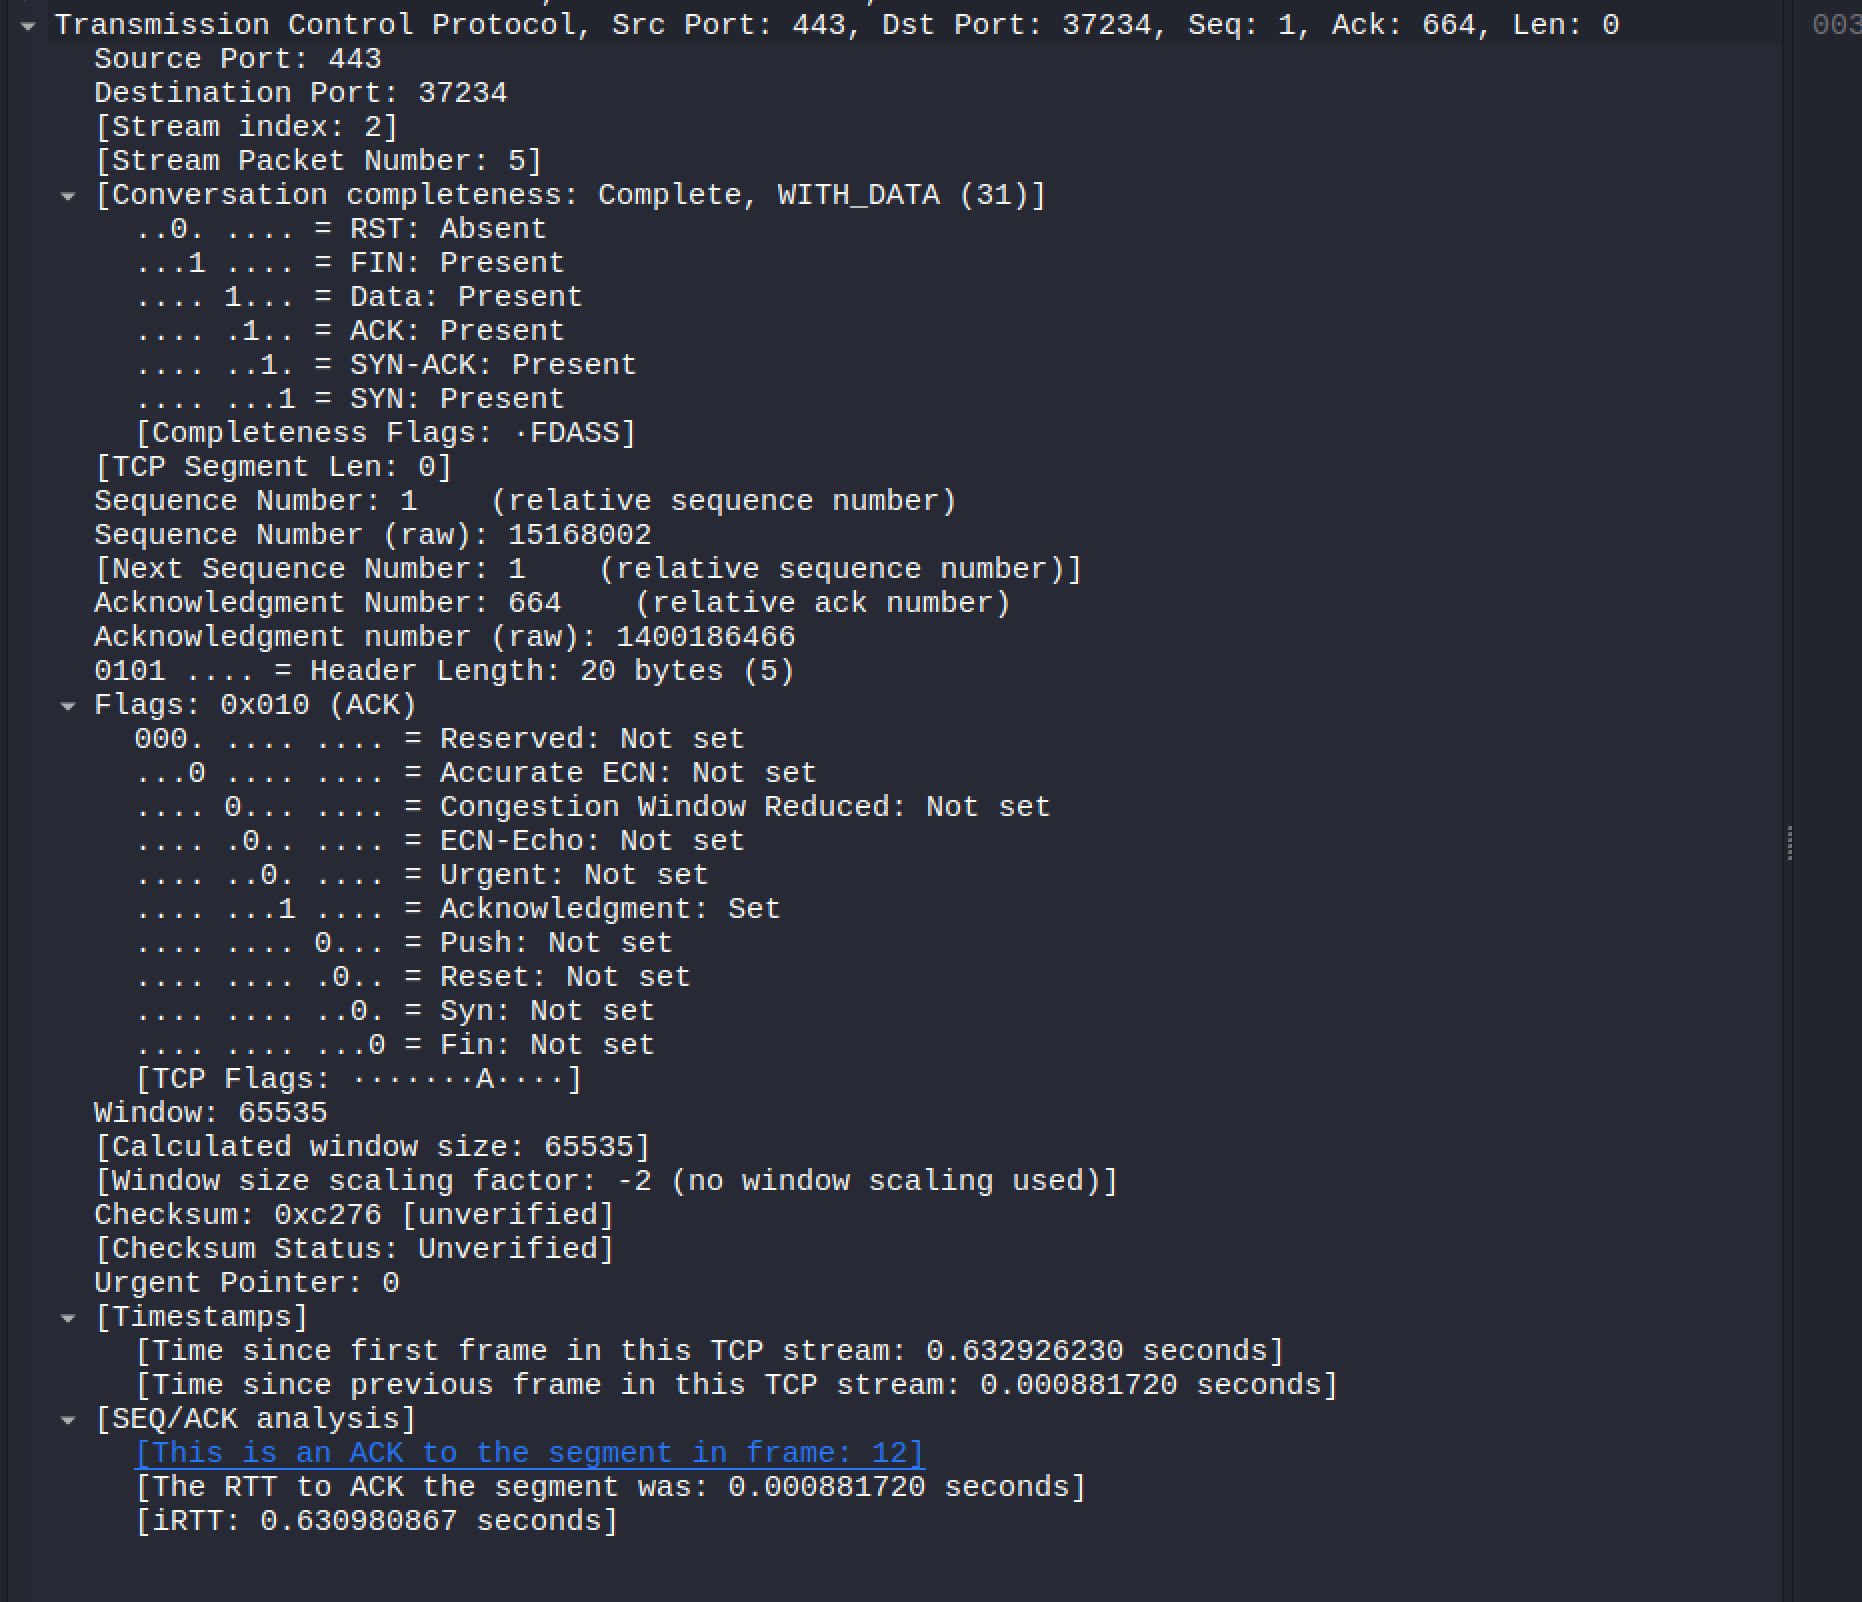 Transmission Control Protocol, Src Port: 443, Dst Port: 37234, Seq: 1, Ack: 664, Len: 0
003
Source Port: 443
Destination Port: 37234
[Stream index: 2]
[Stream Packet Number: 5]
[Conversation completeness: Complete, WITH_DATA (31)]
..0. .... = RST: Absent
...1 .... = FIN: Present
.... 1... = Data: Present
.... .1.. = ACK: Present
.... ..1. = SYN-ACK: Present
.... ...1 = SYN: Present
[Completeness Flags: ·FDASS]
[TCP Segment Len: 0]
Sequence Number: 1    (relative sequence number)
Sequence Number (raw): 15168002
[Next Sequence Number: 1    (relative sequence number)]
Acknowledgment Number: 664    (relative ack number)
Acknowledgment number (raw): 1400186466
0101 .... = Header Length: 20 bytes (5)
Flags: 0x010 (ACK)
000. .... .... = Reserved: Not set
...0 .... .... = Accurate ECN: Not set
.... 0... .... = Congestion Window Reduced: Not set
.... .0.. .... = ECN-Echo: Not set
.... ..0. .... = Urgent: Not set
.... ...1 .... = Acknowledgment: Set
.... .... 0... = Push: Not set
.... .... .0.. = Reset: Not set
.... .... ..0. = Syn: Not set
.... .... ...0 = Fin: Not set
[TCP Flags: ·······A····]
Window: 65535
[Calculated window size: 65535]
[Window size scaling factor: -2 (no window scaling used)]
Checksum: 0xc276 [unverified]
[Checksum Status: Unverified]
Urgent Pointer: 0
[Timestamps]
[Time since first frame in this TCP stream: 0.632926230 seconds]
[Time since previous frame in this TCP stream: 0.000881720 seconds]
[SEQ/ACK analysis]
[This is an ACK to the segment in frame: 12]
[The RTT to ACK the segment was: 0.000881720 seconds]
[iRTT: 0.630980867 seconds]